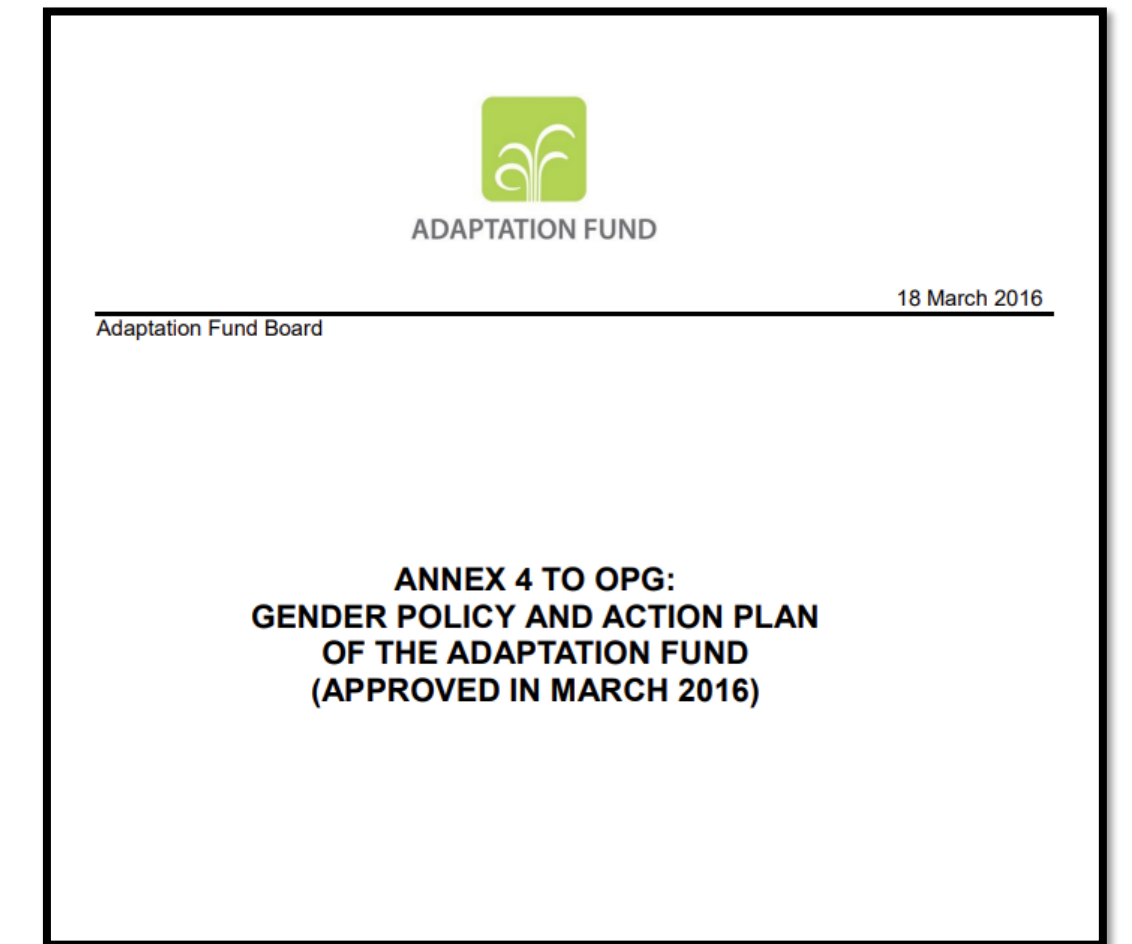 af
ADAPTATION FUND
18 March 2016
Adaptation Fund Board
ANNEX 4 TO OPG:
GENDER POLICY AND ACTION PLAN
OF THE ADAPTATION FUND
(APPROVED IN MARCH 2016)